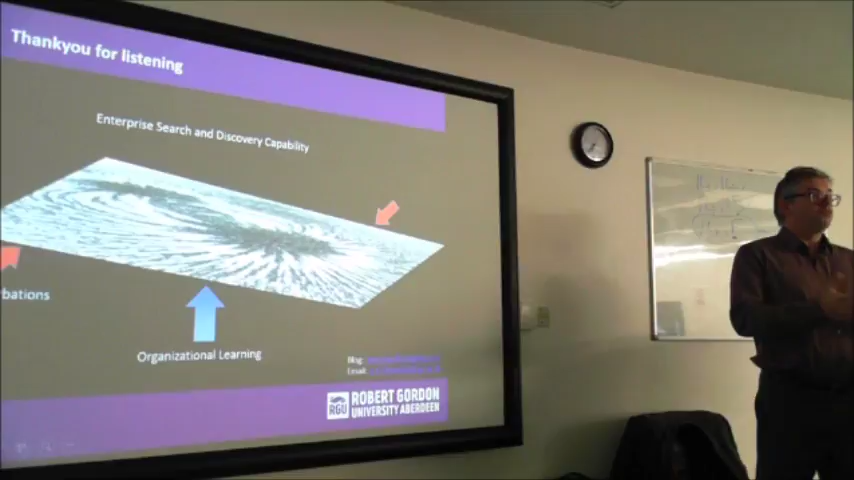 Thankyou for listening
Enterprise Search and Discovery Capability
rbations
Organizational Learning
Blog:
Email:
RGU
ROBERT GORDON
UNIVERSITY ABERDEEN